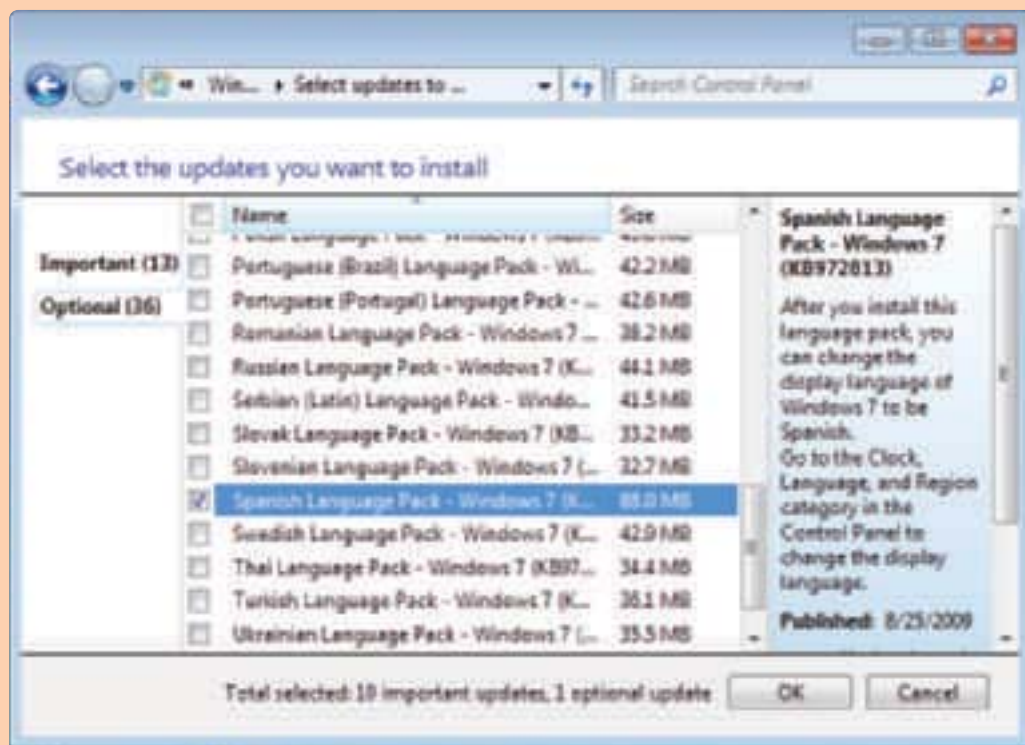 Win... Select updates to ...
Search Control Panel
Select the updates you want to install
Important (13)
Optional (36)
Name Size
Portuguese (Brazil) Language Pack - Wi... 42.2 MB
Portuguese (Portugal) Language Pack - ... 42.6 MB
Romanian Language Pack - Windows 7 ... 38.2 MB
Russian Language Pack - Windows 7 (K... 44.1 MB
Serbian (Latin) Language Pack - Windo... 41.5 MB
Slovak Language Pack - Windows 7 (KB... 33.2 MB
Slovenian Language Pack - Windows 7 (... 32.7 MB
Spanish Language Pack - Windows 7 (K... MB
Swedish Language Pack - Windows 7 (K... 42.9 MB
Thai Language Pack - Windows 7 (KB97... 34.4 MB
Turkish Language Pack - Windows 7 (K... 36.1 MB
Ukrainian Language Pack - Windows 7 (... 35.5 MB
Spanish Language
Pack - Windows 7
(KB972813)
After you install this
language pack, you
can change the
display language of
Windows 7 to be
Spanish.
Go to the Clock,
Language, and Region
category in the
Control Panel to
change the display
language.
Published: 8/25/2009
Total selected: 10 important updates, 1 optional update
OK
Cancel